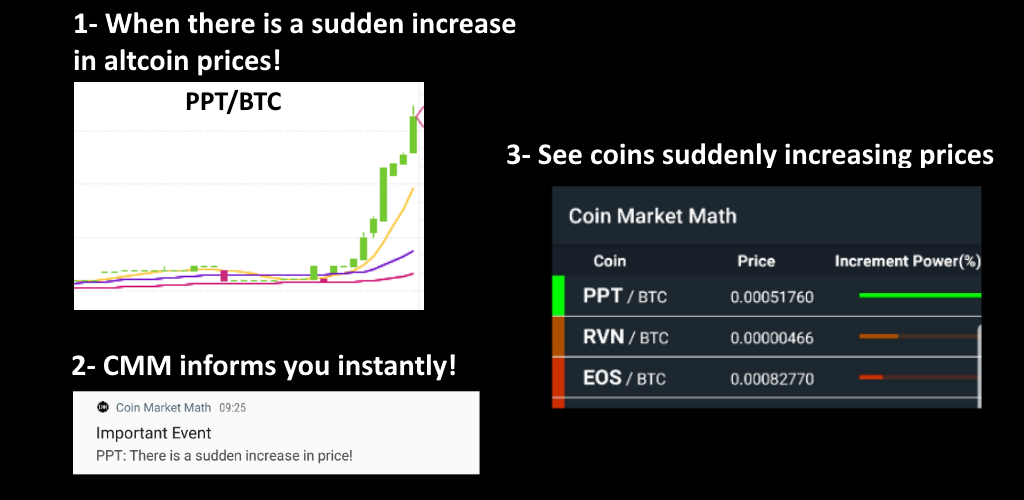 1- When there is a sudden increase
in altcoin prices!
PPT/BTC
2- CMM informs you instantly!
Coin Market Math 09:25
Important Event
PPT: There is a sudden increase in price!
3- See coins suddenly increasing prices
Coin Market Math
Coin Price Increment Power(%)
PPT / BTC 0.00051760
RVN / BTC 0.00000466
EOS / BTC 0.00082770